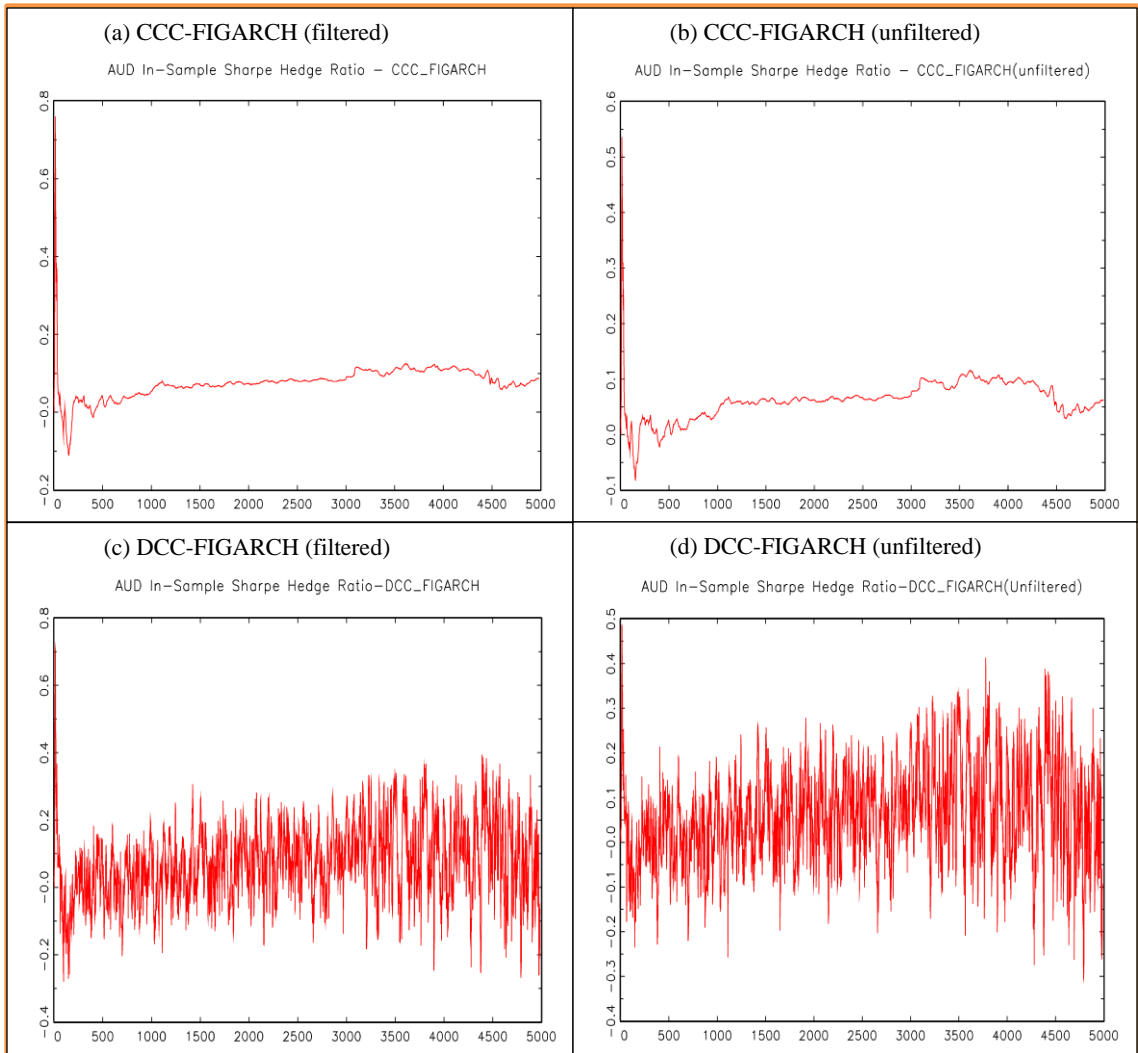 (a) CCC-FIGARCH (filtered)
AUD In-Sample Sharpe Hedge Ratio - CCC_FIGARCH
0.8
0.6
0.4
0.2
-0.0
-0.2
0 500 1000 1500 2000 2500 3000 3500 4000 4500 5000
(b) CCC-FIGARCH (unfiltered)
AUD In-Sample Sharpe Hedge Ratio - CCC_FIGARCH(unfiltered)
0.6
0.5
0.4
0.3
0.2
0.1
0.0
-0.1
0 500 1000 1500 2000 2500 3000 3500 4000 4500 5000
(c) DCC-FIGARCH (filtered)
AUD In-Sample Sharpe Hedge Ratio-DCC_FIGARCH
0.8
0.6
0.4
0.2
-0.0
-0.2
-0.4
0 500 1000 1500 2000 2500 3000 3500 4000 4500 5000
(d) DCC-FIGARCH (unfiltered)
AUD In-Sample Sharpe Hedge Ratio-DCC_FIGARCH(Unfiltered)
0.5
0.4
0.3
0.2
0.1
-0.0
-0.1
-0.2
-0.3
-0.4
0 500 1000 1500 2000 2500 3000 3500 4000 4500 5000